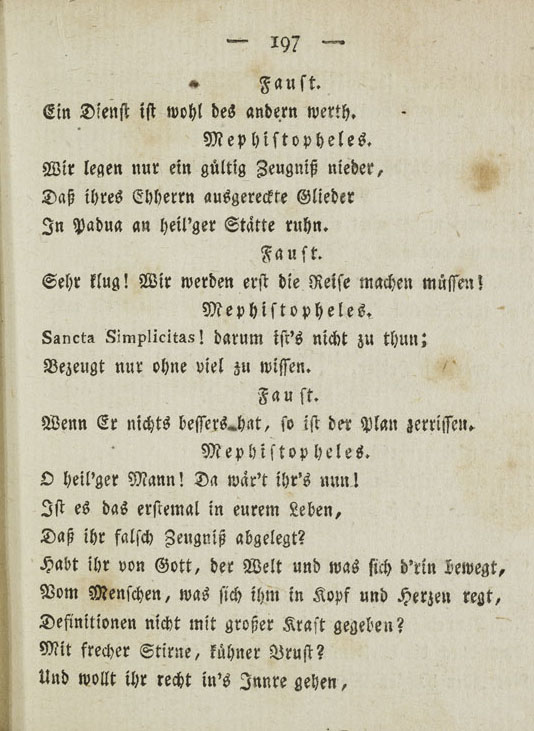 — 197 —
Faust.
Ein Dienst ist wohl des andern werth.
Mephistopheles.
Wir legen nur ein gültig Zeugniß nieder,
Daß ihres Ehherrn ausgereckte Glieder
In Padua an heil'ger Stätte ruhn.
Faust.
Sehr klug! Wir werden erst die Reise machen müssen!
Mephistopheles.
Sancta Simplicitas! darum ist's nicht zu thun;
Bezeugt nur ohne viel zu wissen.
Faust.
Wenn Er nichts bessers hat, so ist der Plan zerrissen.
Mephistopheles.
O heil'ger Mann! Da wär't ihr's nun!
Ist es das erstemal in eurem Leben,
Daß ihr falsch Zeugniß abgelegt?
Habt ihr von Gott, der Welt und was sich d'rin bewegt,
Vom Menschen, was sich ihm in Kopf und Herzen regt,
Definitionen nicht mit großer Kraft gegeben?
Mit frecher Stirne, kühner Brust?
Und wollt ihr recht in's Innre gehen,